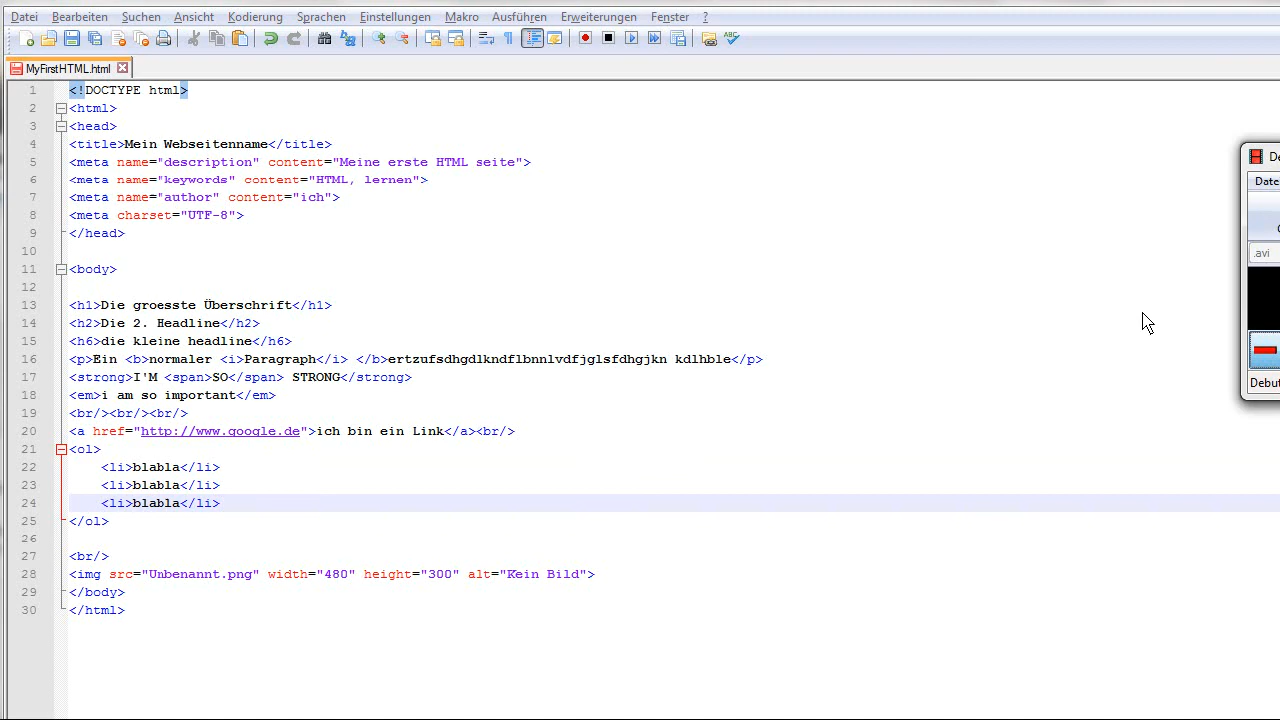 Datei Bearbeiten Suchen Ansicht Kodierung Sprachen Einstellungen Makro Ausführen Erweiterungen Fenster ?
MyFirstHTML.html
1 <!DOCTYPE html>
2 <html>
3 <head>
4 <title>Mein Webseitenname</title>
5 <meta name="description" content="Meine erste HTML seite">
6 <meta name="keywords" content="HTML, lernen">
7 <meta name="author" content="ich">
8 <meta charset="UTF-8">
9 </head>
10
11 <body>
12
13 <h1>Die groesste Überschrift</h1>
14 <h2>Die 2. Headline</h2>
15 <h6>die kleine headline</h6>
16 <p>Ein <b>normaler <i>Paragraph</i> </b>ertzufsdhgdlkndflbnnlvdfjglsfdhgjkn kdlhble</p>
17 <strong>I'M <span>SO</span> STRONG</strong>
18 <em>i am so important</em>
19 <br/><br/><br/>
20 <a href="http://www.google.de">ich bin ein Link</a><br/>
21 <ol>
22 <li>blabla</li>
23 <li>blabla</li>
24 <li>blabla</li>
25 </ol>
26
27 <br/>
28 <img src="Unbenannt.png" width="480" height="300" alt="Kein Bild">
29 </body>
30 </html>
De
Date
.avi
Debut